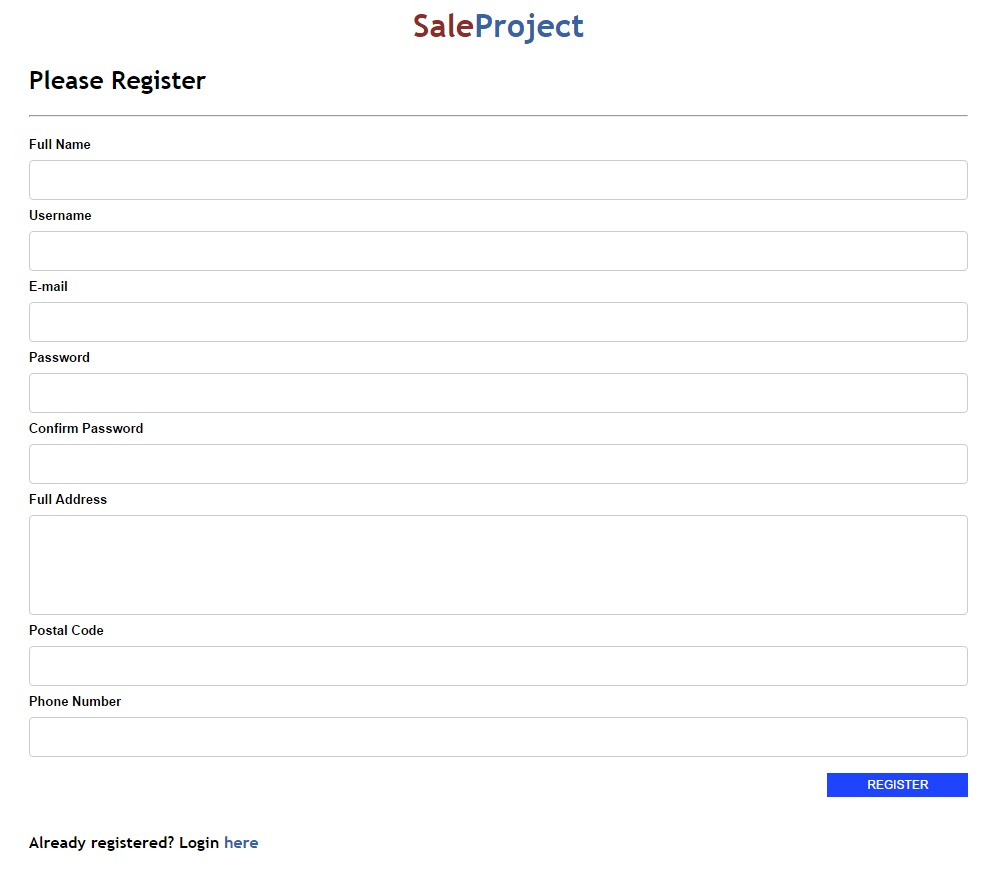 SaleProject
Please Register
Full Name
Username
E-mail
Password
Confirm Password
Full Address
Postal Code
Phone Number
REGISTER
Already registered? Login here